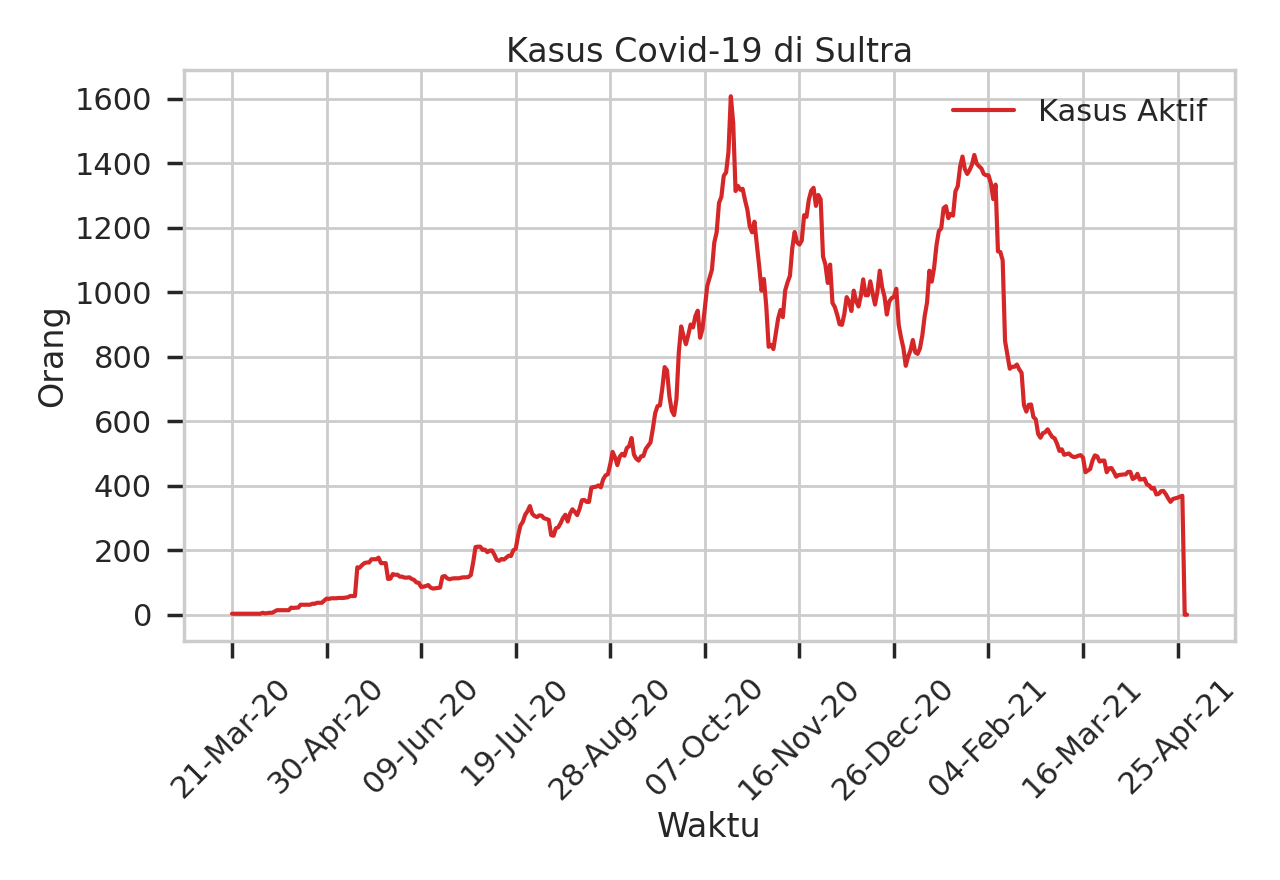 Kasus Covid-19 di Sultra
Kasus Aktif
1600
1400
1200
1000
800
600
400
200
0
Orang
21-Mar-20
30-Apr-20
09-Jun-20
19-Jul-20
28-Aug-20
07-Oct-20
16-Nov-20
26-Dec-20
04-Feb-21
16-Mar-21
25-Apr-21
Waktu